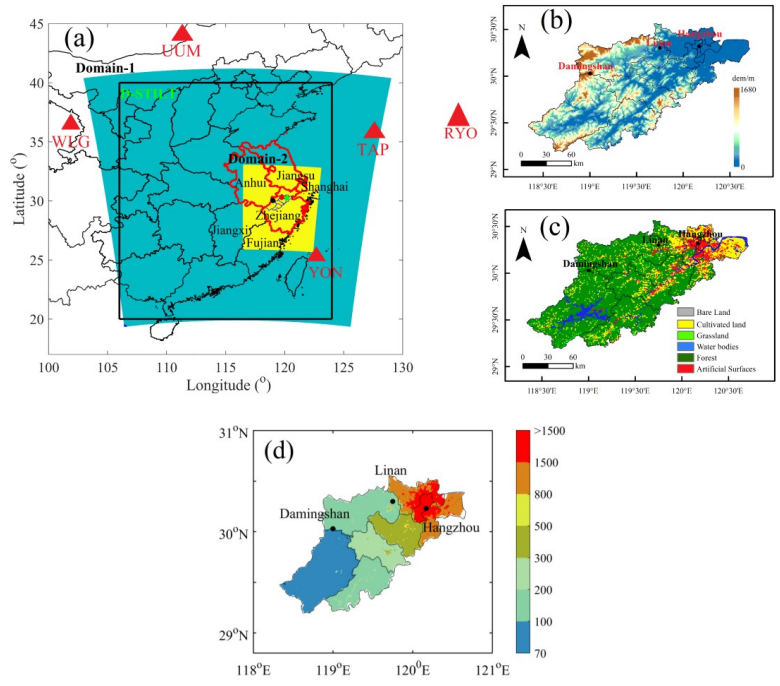 (a)
45
40
35
30
25
20
Latitude (°)
100
105
110
115
120
125
130
Longitude (°)
UUM
Domain-1
WLG
TAP
RYO
Domain-2
Jiangsu
Anhui
Shanghai
Zhejiang
Jiangxi
Fujian
YON
(b)
N
Linan
Hangzhou
Damingshan
dem/m
1680
0
0 30 60
km
30°30'N
30°N
29°30'N
29°N
118°30'E 119°E 119°30'E 120°E 120°30'E
(c)
N
Linan
Hangzhou
Damingshan
Bare Land
Cultivated land
Grassland
Water bodies
Forest
Artificial Surfaces
0 30 60
km
30°30'N
30°N
29°30'N
29°N
118°30'E 119°E 119°30'E 120°E 120°30'E
(d)
31°N
30°N
29°N
118°E 119°E 120°E 121°E
Linan
Damingshan
Hangzhou
>1500
1500
800
500
300
200
100
70